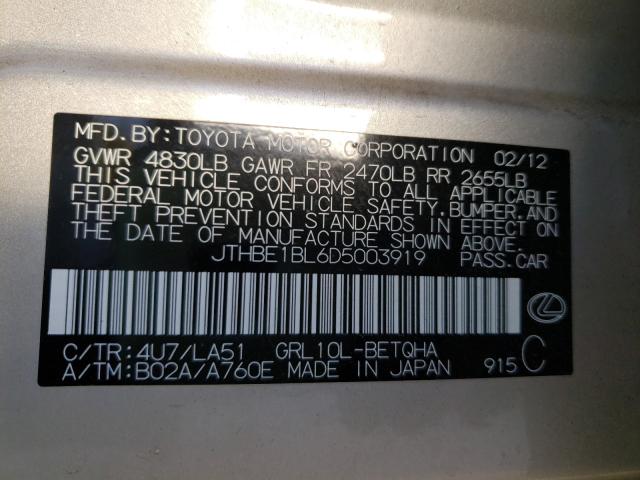 MFD. BY: TOYOTA MOTOR CORPORATION 02/12
GVWR 4830LB GAWR FR 2470LB RR 2655LB
THIS VEHICLE CONFORMS TO ALL APPLICABLE
FEDERAL MOTOR VEHICLE SAFETY, BUMPER, AND
THEFT PREVENTION STANDARDS IN EFFECT ON
THE DATE OF MANUFACTURE SHOWN ABOVE.
JTHBE1BL6D5003919 PASS. CAR
C/TR: 4U7/LA51 GRL10L-BETQHA
A/TM: B02A/A760E MADE IN JAPAN 915 C